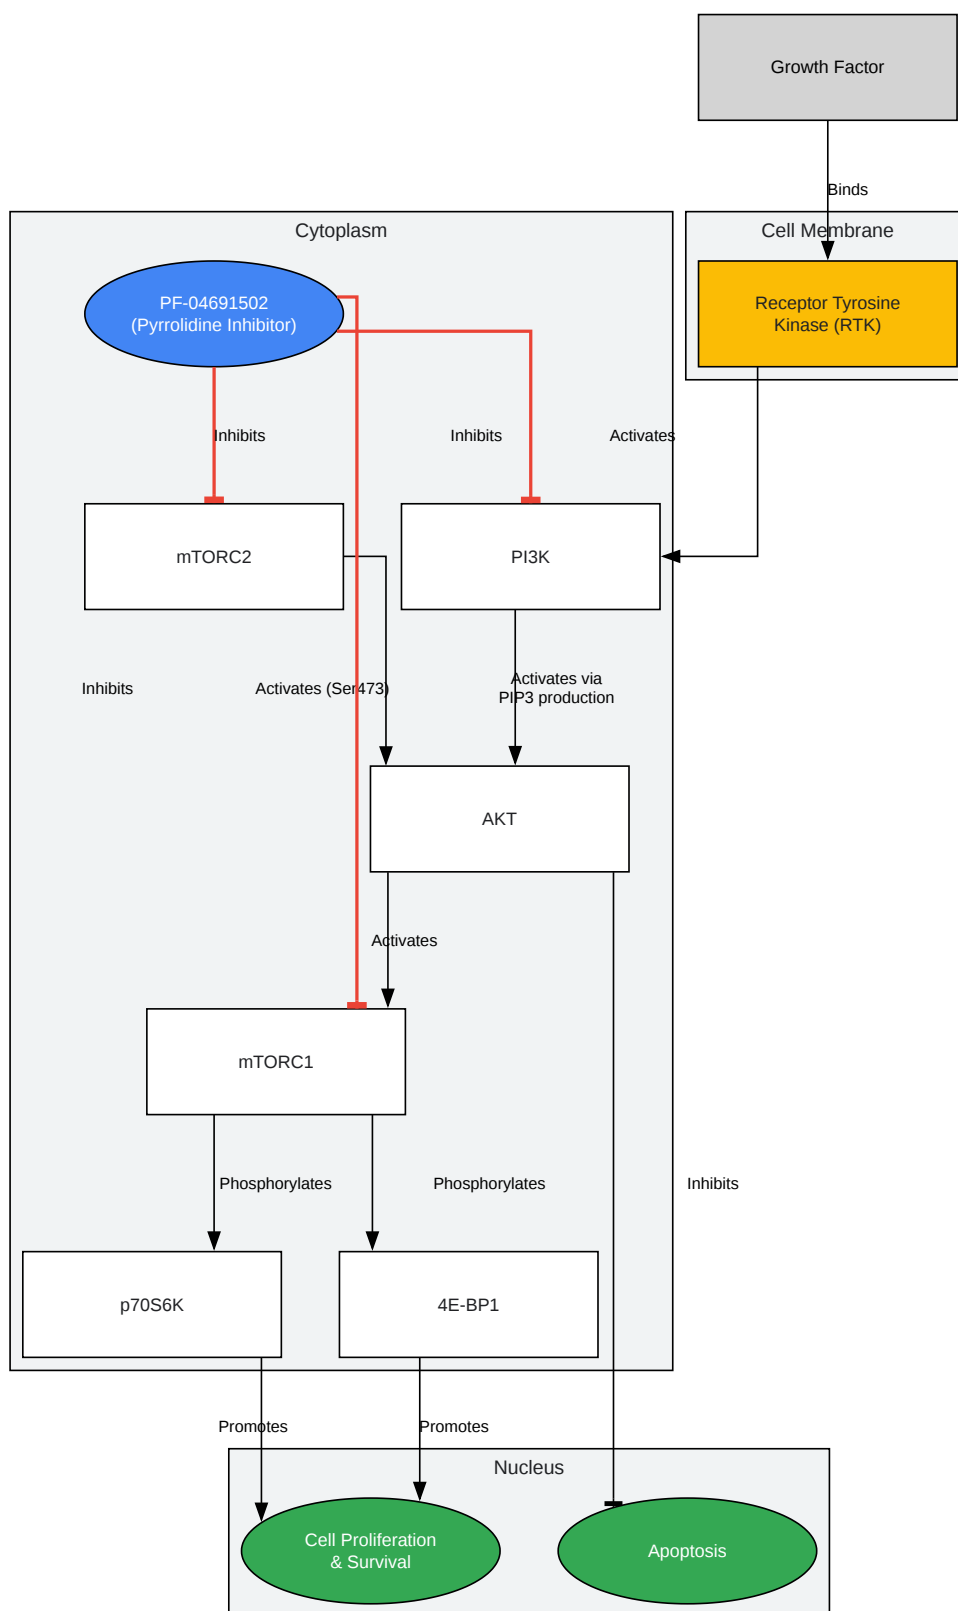 Growth Factor
Binds
Cytoplasm
Cell Membrane
PF-04691502
(Pyrrolidine Inhibitor)
Receptor Tyrosine
Kinase (RTK)
Inhibits
Inhibits
Activates
mTORC2
PI3K
Inhibits
Activates (Ser473)
Activates via
PIP3 production
AKT
Activates
mTORC1
Phosphorylates
Phosphorylates
Inhibits
p70S6K
4E-BP1
Promotes
Promotes
Nucleus
Cell Proliferation
& Survival
Apoptosis